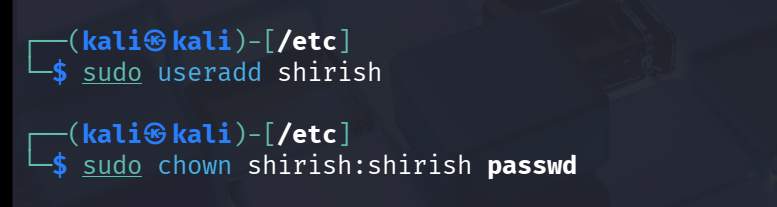 ┌──(kali㉿kali)-[/etc]
└─$ sudo useradd shirish
┌──(kali㉿kali)-[/etc]
└─$ sudo chown shirish:shirish passwd